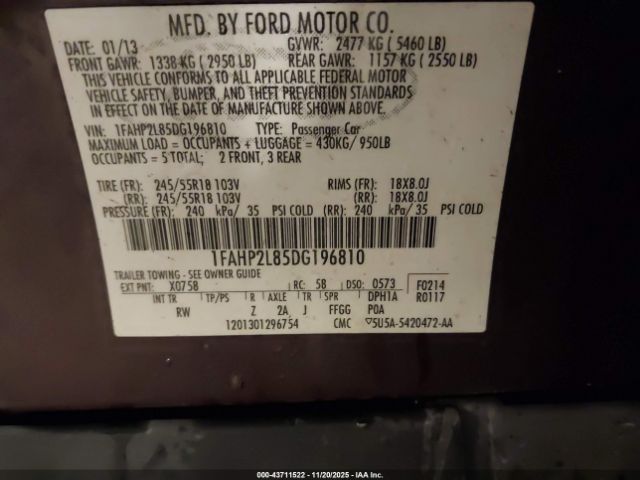 MFD. BY FORD MOTOR CO.
DATE: 01/13 GVWR: 2477 KG ( 5460 LB)
FRONT GAWR: 1338 KG ( 2950 LB) REAR GAWR: 1157 KG ( 2550 LB)
THIS VEHICLE CONFORMS TO ALL APPLICABLE FEDERAL MOTOR
VEHICLE SAFETY, BUMPER, AND THEFT PREVENTION STANDARDS
IN EFFECT ON THE DATE OF MANUFACTURE SHOWN ABOVE.
VIN: 1FAHP2L85DG196810 TYPE: Passenger Car
MAXIMUM LOAD = OCCUPANTS + LUGGAGE = 430KG/ 950LB
OCCUPANTS = 5 TOTAL; 2 FRONT, 3 REAR
TIRE (FR): 245/55R18 103V RIMS (FR): 18X8.0J
(RR): 245/55R18 103V (RR): 18X8.0J
PRESSURE (FR): 240 kPa/ 35 PSI COLD (RR): 240 kPa/ 35 PSI COLD
1FAHP2L85DG196810
TRAILER TOWING - SEE OWNER GUIDE
EXT PNT: X0758 RC: 58 DSO: 0573 F0214
INT TR TP/PS R AXLE TR SPR DPH1A R0117
RW Z 2A J FFGG P0A
1201301296754 CMC 5U5A-5420472-AA
000-43711522 - 11/20/2025 - IAAI, Inc.